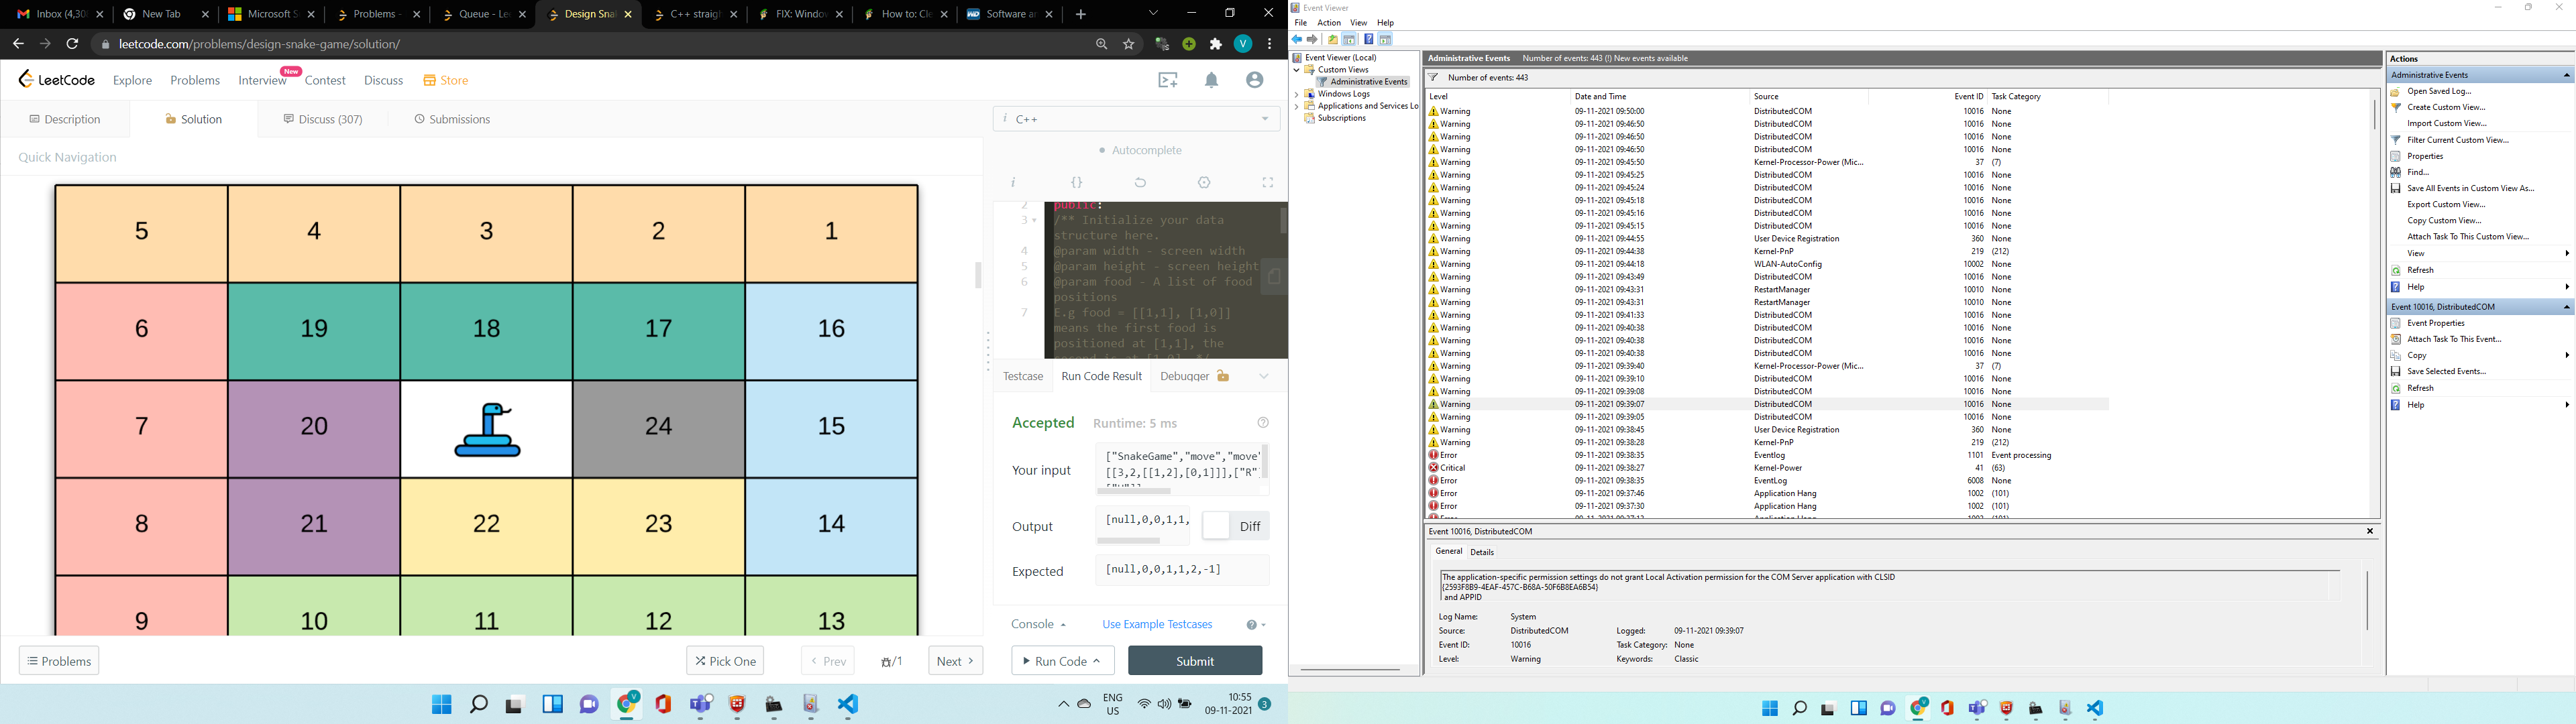 Inbox (4,30
New Tab
Microsoft S
Problems -
Queue - Le
Design Sna
C++ straigh
FIX: Window
How to: Cle
Software an
leetcode.com/problems/design-snake-game/solution/
V
LeetCode
Explore
Problems
Interview
New
Contest
Discuss
Store
Description
Solution
Discuss (307)
Submissions
Quick Navigation
5 4 3 2 1
6 19 18 17 16
7 20 24 15
8 21 22 23 14
9 10 11 12 13
Problems
Pick One
Prev
/1
Next
i C++
Autocomplete
2 public:
3 /** Initialize your data
structure here.
4 @param width - screen width
5 @param height - screen height
6 @param food - A list of food
positions
7 E.g food = [[1,1], [1,0]]
means the first food is
positioned at [1,1], the
second is at [1,0]. */
Testcase
Run Code Result
Debugger
Accepted
Runtime: 5 ms
Your input
["SnakeGame","move","move"
[[3,2,[[1,2],[0,1]]],["R"
Output
[null,0,0,1,1,
Diff
Expected
[null,0,0,1,1,2,-1]
Console
Use Example Testcases
Run Code
Submit
ENG
US
10:55
09-11-2021
3
Event Viewer
File Action View Help
Event Viewer (Local)
Custom Views
Administrative Events
Windows Logs
Applications and Services Lo
Subscriptions
Administrative Events Number of events: 443 (!) New events available
Number of events: 443
Level Date and Time Source Event ID Task Category
Warning 09-11-2021 09:50:00 DistributedCOM 10016 None
Warning 09-11-2021 09:46:50 DistributedCOM 10016 None
Warning 09-11-2021 09:46:50 DistributedCOM 10016 None
Warning 09-11-2021 09:46:50 DistributedCOM 10016 None
Warning 09-11-2021 09:45:50 Kernel-Processor-Power (Mic... 37 (7)
Warning 09-11-2021 09:45:25 DistributedCOM 10016 None
Warning 09-11-2021 09:45:24 DistributedCOM 10016 None
Warning 09-11-2021 09:45:18 DistributedCOM 10016 None
Warning 09-11-2021 09:45:16 DistributedCOM 10016 None
Warning 09-11-2021 09:45:15 DistributedCOM 10016 None
Warning 09-11-2021 09:44:55 User Device Registration 360 None
Warning 09-11-2021 09:44:38 Kernel-PnP 219 (212)
Warning 09-11-2021 09:44:18 WLAN-AutoConfig 10002 None
Warning 09-11-2021 09:43:49 DistributedCOM 10016 None
Warning 09-11-2021 09:43:31 RestartManager 10010 None
Warning 09-11-2021 09:43:31 RestartManager 10010 None
Warning 09-11-2021 09:41:33 DistributedCOM 10016 None
Warning 09-11-2021 09:40:38 DistributedCOM 10016 None
Warning 09-11-2021 09:40:38 DistributedCOM 10016 None
Warning 09-11-2021 09:40:38 DistributedCOM 10016 None
Warning 09-11-2021 09:39:40 Kernel-Processor-Power (Mic... 37 (7)
Warning 09-11-2021 09:39:10 DistributedCOM 10016 None
Warning 09-11-2021 09:39:08 DistributedCOM 10016 None
Warning 09-11-2021 09:39:07 DistributedCOM 10016 None
Warning 09-11-2021 09:39:05 DistributedCOM 10016 None
Warning 09-11-2021 09:38:45 User Device Registration 360 None
Warning 09-11-2021 09:38:28 Kernel-PnP 219 (212)
Error 09-11-2021 09:38:35 Eventlog 1101 Event processing
Critical 09-11-2021 09:38:27 Kernel-Power 41 (63)
Error 09-11-2021 09:38:35 EventLog 6008 None
Error 09-11-2021 09:37:46 Application Hang 1002 (101)
Error 09-11-2021 09:37:30 Application Hang 1002 (101)
Event 10016, DistributedCOM
General Details
The application-specific permission settings do not grant Local Activation permission for the COM Server application with CLSID
{2593F8B9-4EAF-457C-B68A-50F6B8EA6B54}
and APPID
Log Name: System
Source: DistributedCOM Logged: 09-11-2021 09:39:07
Event ID: 10016 Task Category: None
Level: Warning Keywords: Classic
Actions
Administrative Events
Open Saved Log...
Create Custom View...
Import Custom View...
Filter Current Custom View...
Properties
Find...
Save All Events in Custom View As...
Export Custom View...
Copy Custom View...
Attach Task To This Custom View...
View
Refresh
Help
Event 10016, DistributedCOM
Event Properties
Attach Task To This Event...
Copy
Save Selected Events...
Refresh
Help